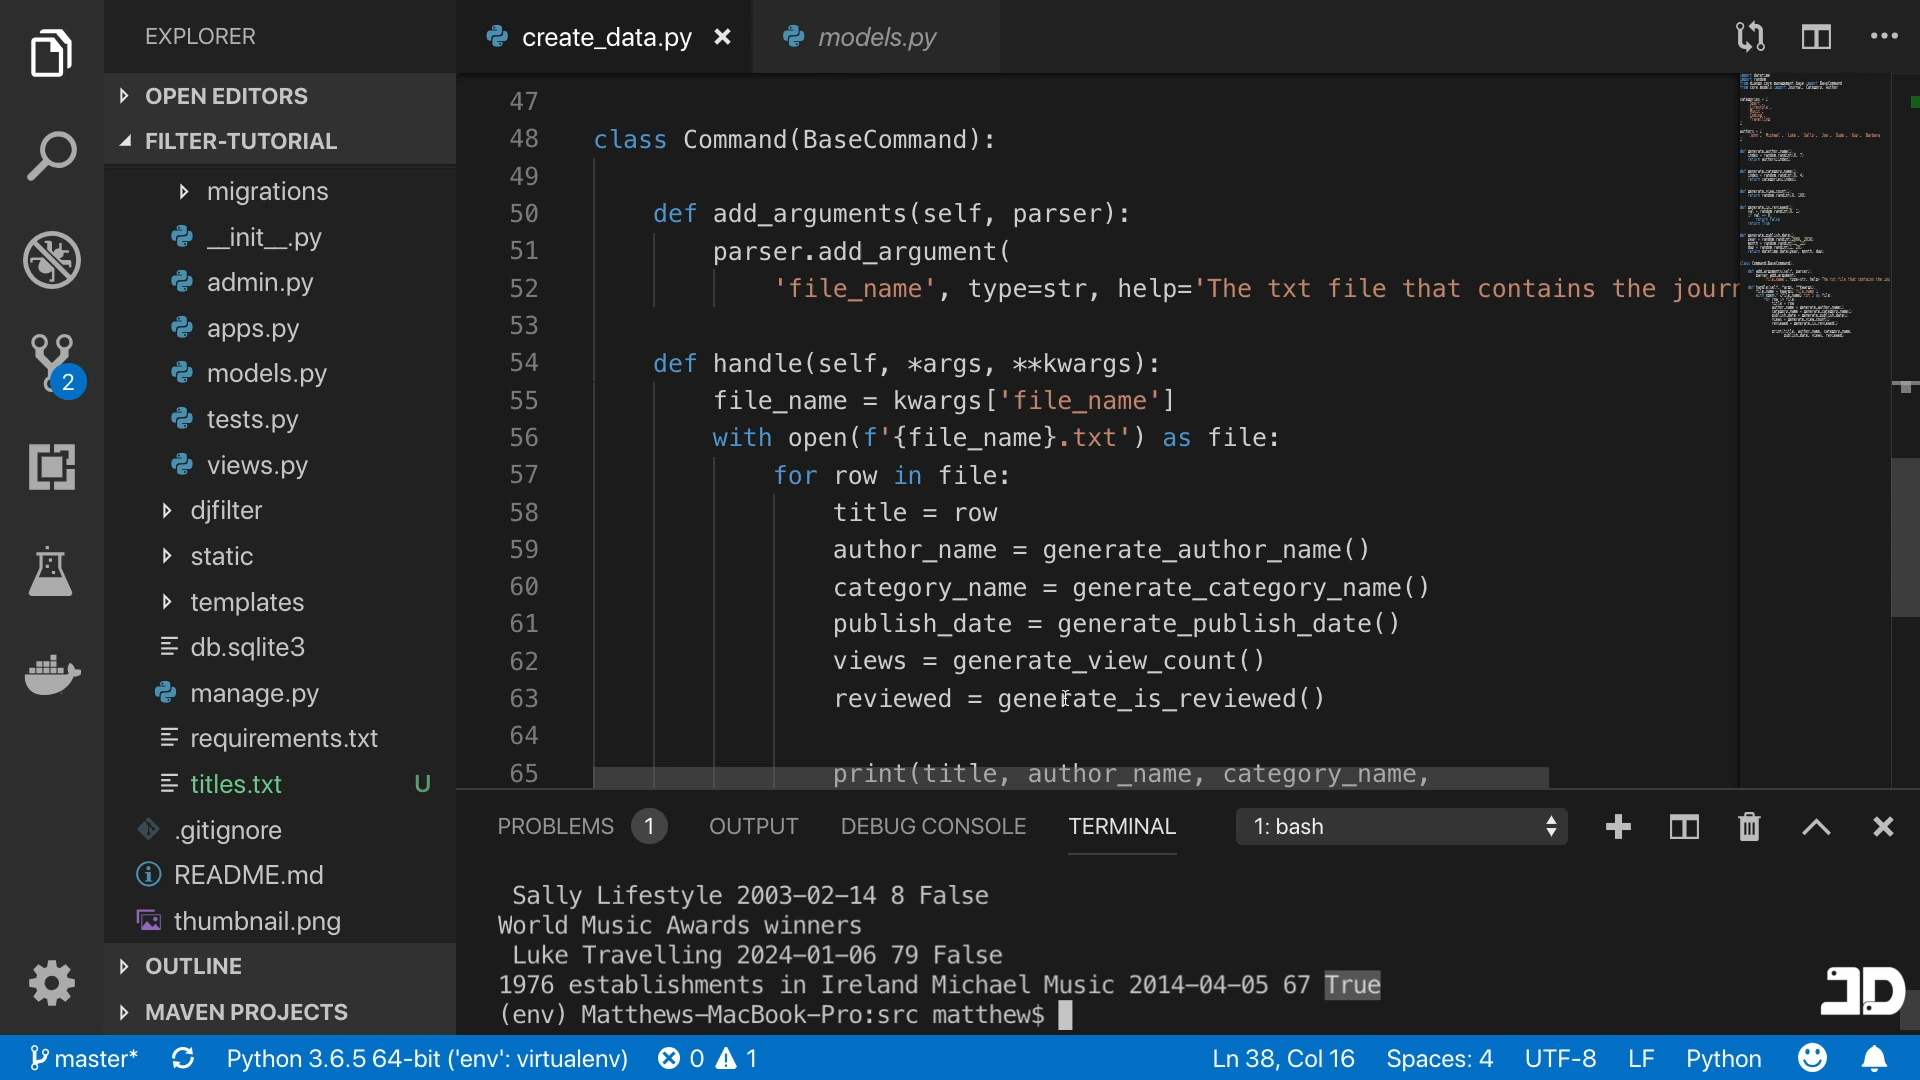 EXPLORER
create_data.py
models.py
OPEN EDITORS
FILTER-TUTORIAL
migrations
__init__.py
admin.py
apps.py
models.py
tests.py
views.py
djfilter
static
templates
db.sqlite3
manage.py
requirements.txt
titles.txt U
.gitignore
README.md
thumbnail.png
OUTLINE
MAVEN PROJECTS
2
47
48 class Command(BaseCommand):
49
50 def add_arguments(self, parser):
51 parser.add_argument(
52 'file_name', type=str, help='The txt file that contains the journ
53
54 def handle(self, *args, **kwargs):
55 file_name = kwargs['file_name']
56 with open(f'{file_name}.txt') as file:
57 for row in file:
58 title = row
59 author_name = generate_author_name()
60 category_name = generate_category_name()
61 publish_date = generate_publish_date()
62 views = generate_view_count()
63 reviewed = generate_is_reviewed()
64
65 print(title, author_name, category_name,
PROBLEMS 1 OUTPUT DEBUG CONSOLE TERMINAL 1: bash
Sally Lifestyle 2003-02-14 8 False
World Music Awards winners
Luke Travelling 2024-01-06 79 False
1976 establishments in Ireland Michael Music 2014-04-05 67 True
(env) Matthews-MacBook-Pro:src matthew$
JD
master* Python 3.6.5 64-bit ('env': virtualenv) 0 1 Ln 38, Col 16 Spaces: 4 UTF-8 LF Python